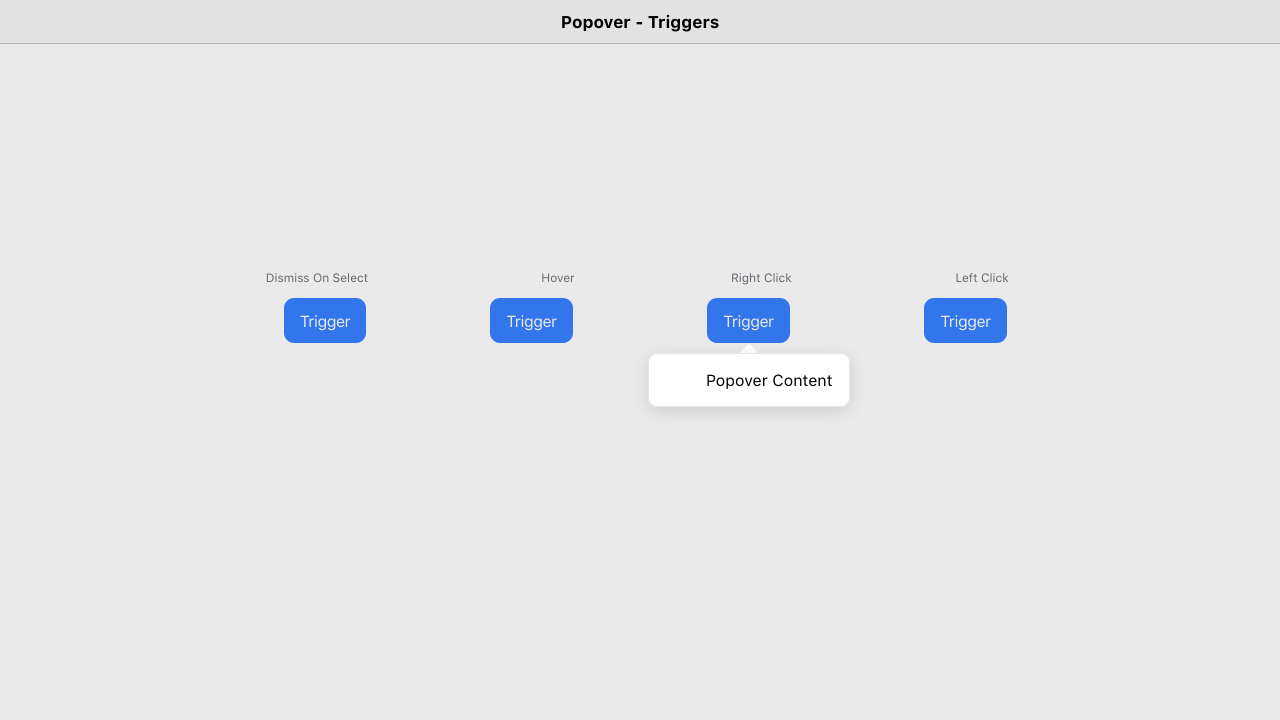 Popover - Triggers
Dismiss On Select
Hover
Right Click
Left Click
Trigger
Trigger
Trigger
Trigger
Popover Content